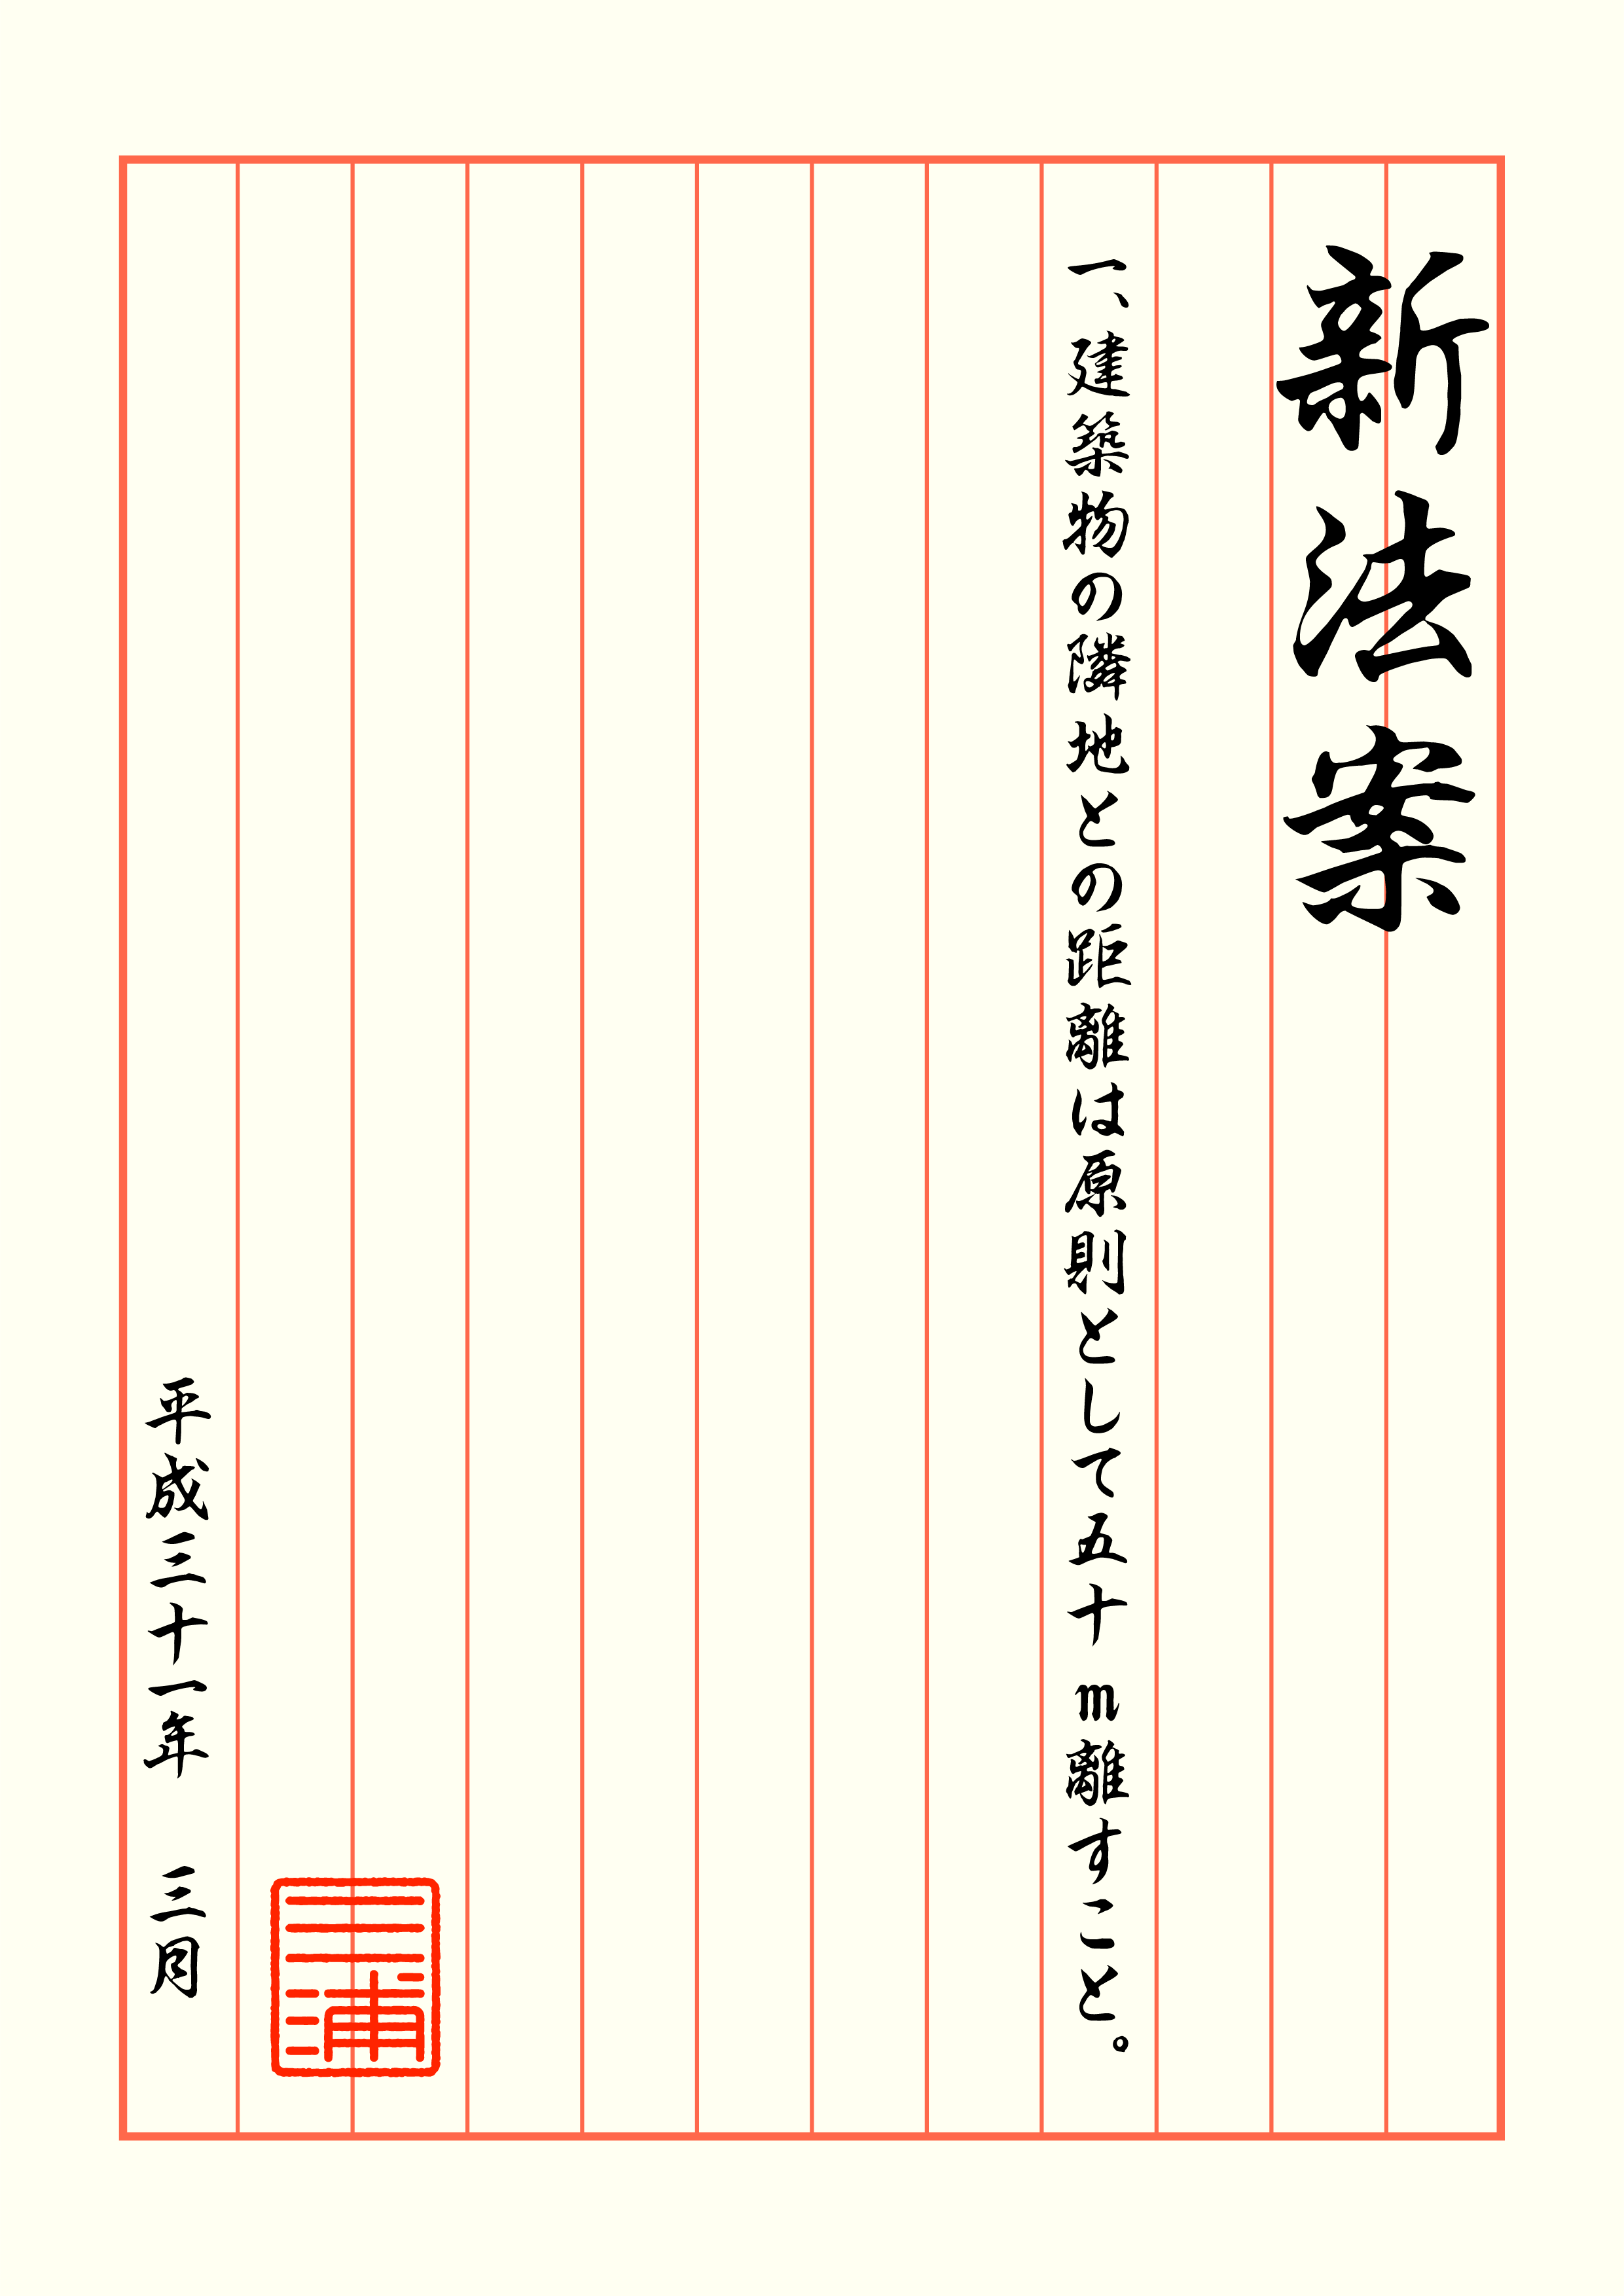 新法案
一、建築物の隣地との距離は原則として五十m離すこと。
三浦
平成三十一年　三月